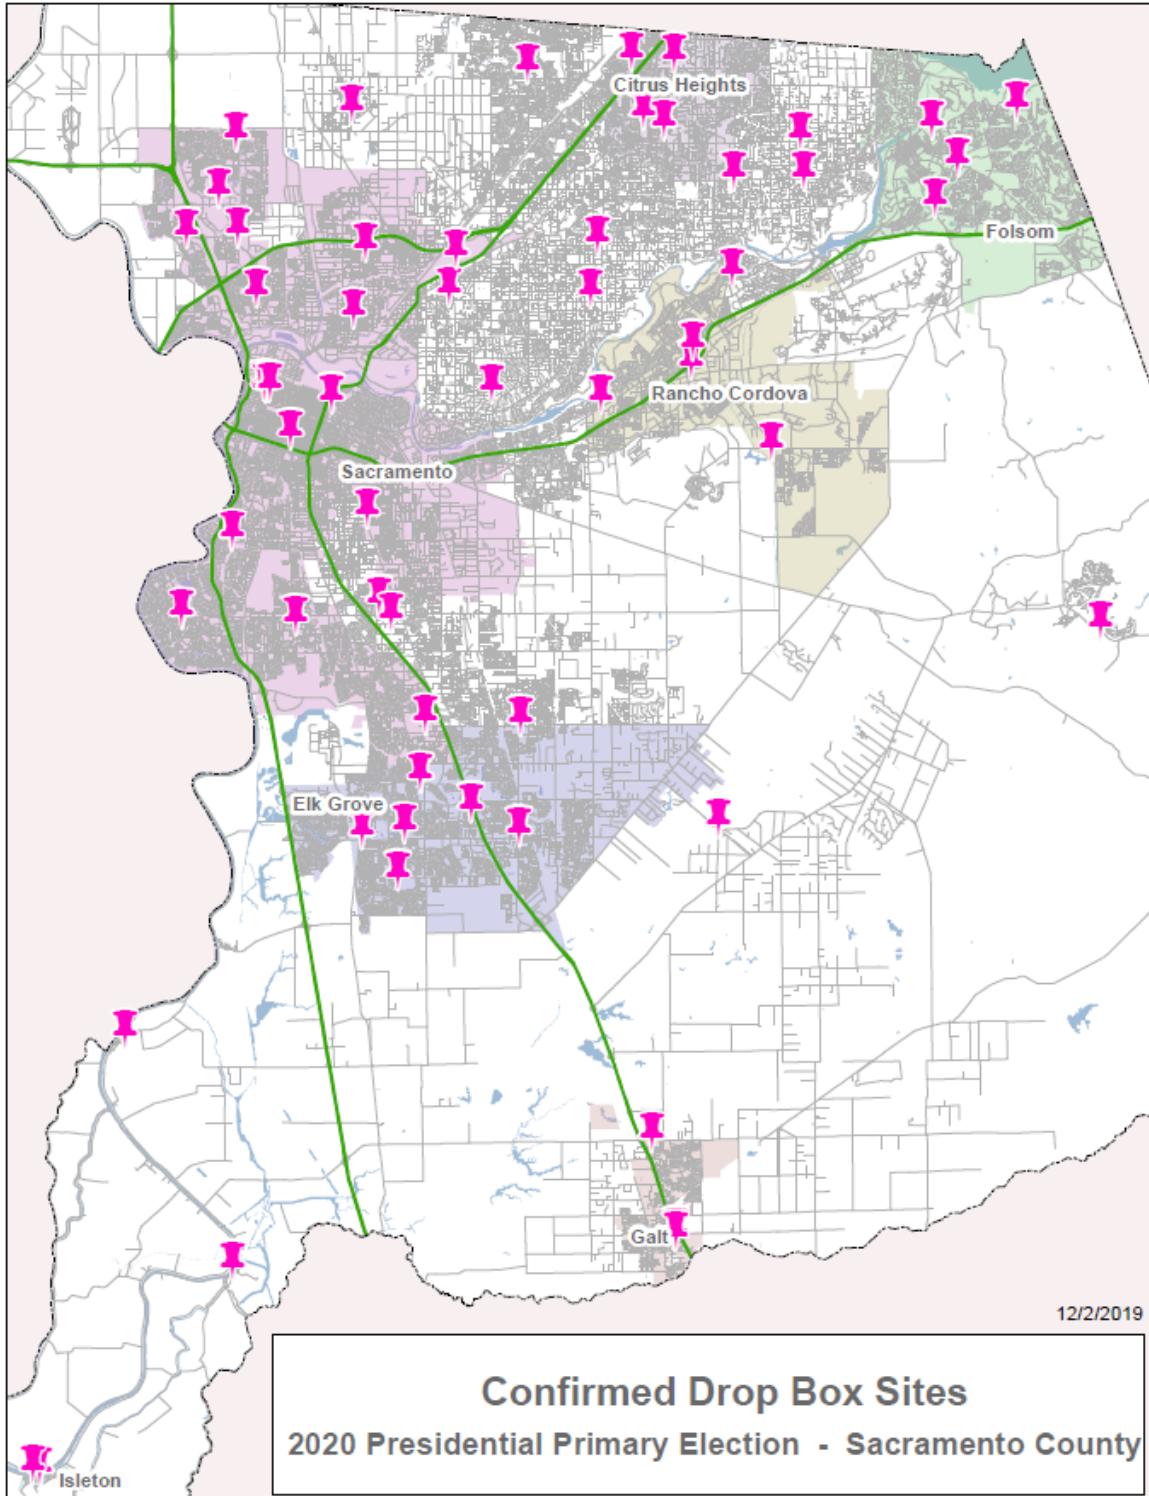 Citrus Heights
Folsom
Rancho Cordova
Sacramento
Elk Grove
Galt
12/2/2019
Confirmed Drop Box Sites
2020 Presidential Primary Election - Sacramento County
Isleton